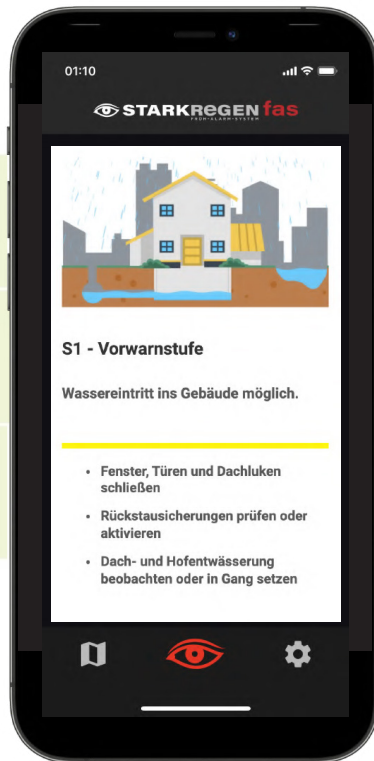 01:10
STARKREGEN fas
FRÜH-ALARM-SYSTEM
S1 - Vorwarnstufe
Wassereintritt ins Gebäude möglich.
• Fenster, Türen und Dachluken
schließen
• Rückstausicherungen prüfen oder
aktivieren
• Dach- und Hofentwässerung
beobachten oder in Gang setzen